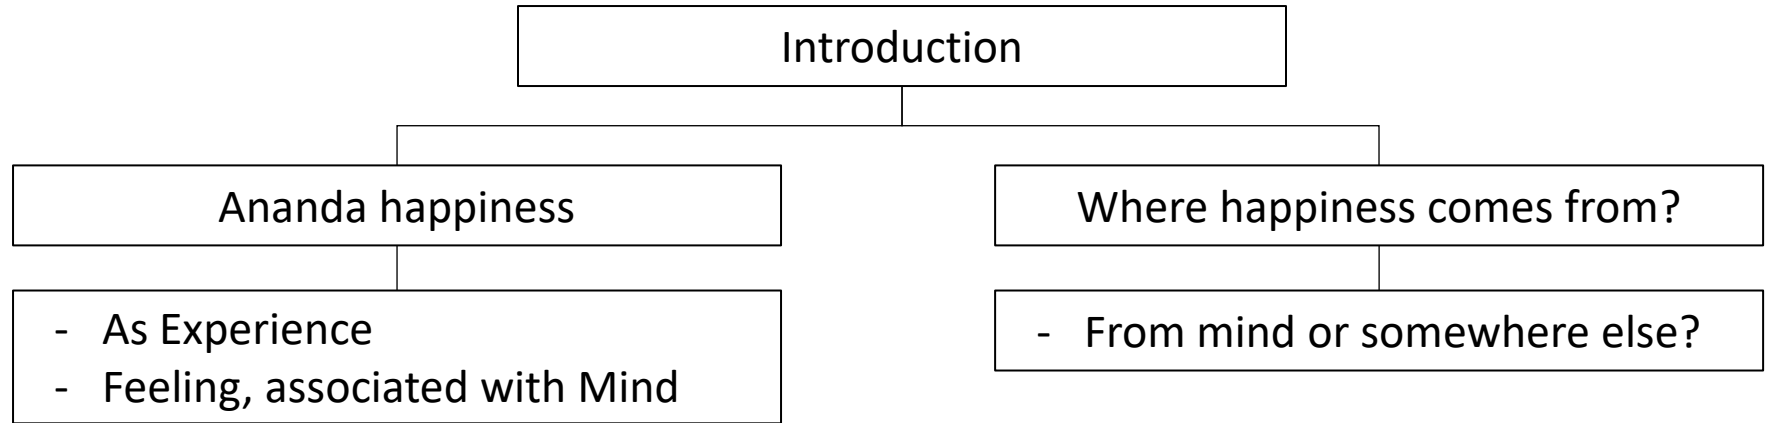 Introduction
Ananda happiness
- As Experience
- Feeling, associated with Mind
Where happiness comes from?
- From mind or somewhere else?